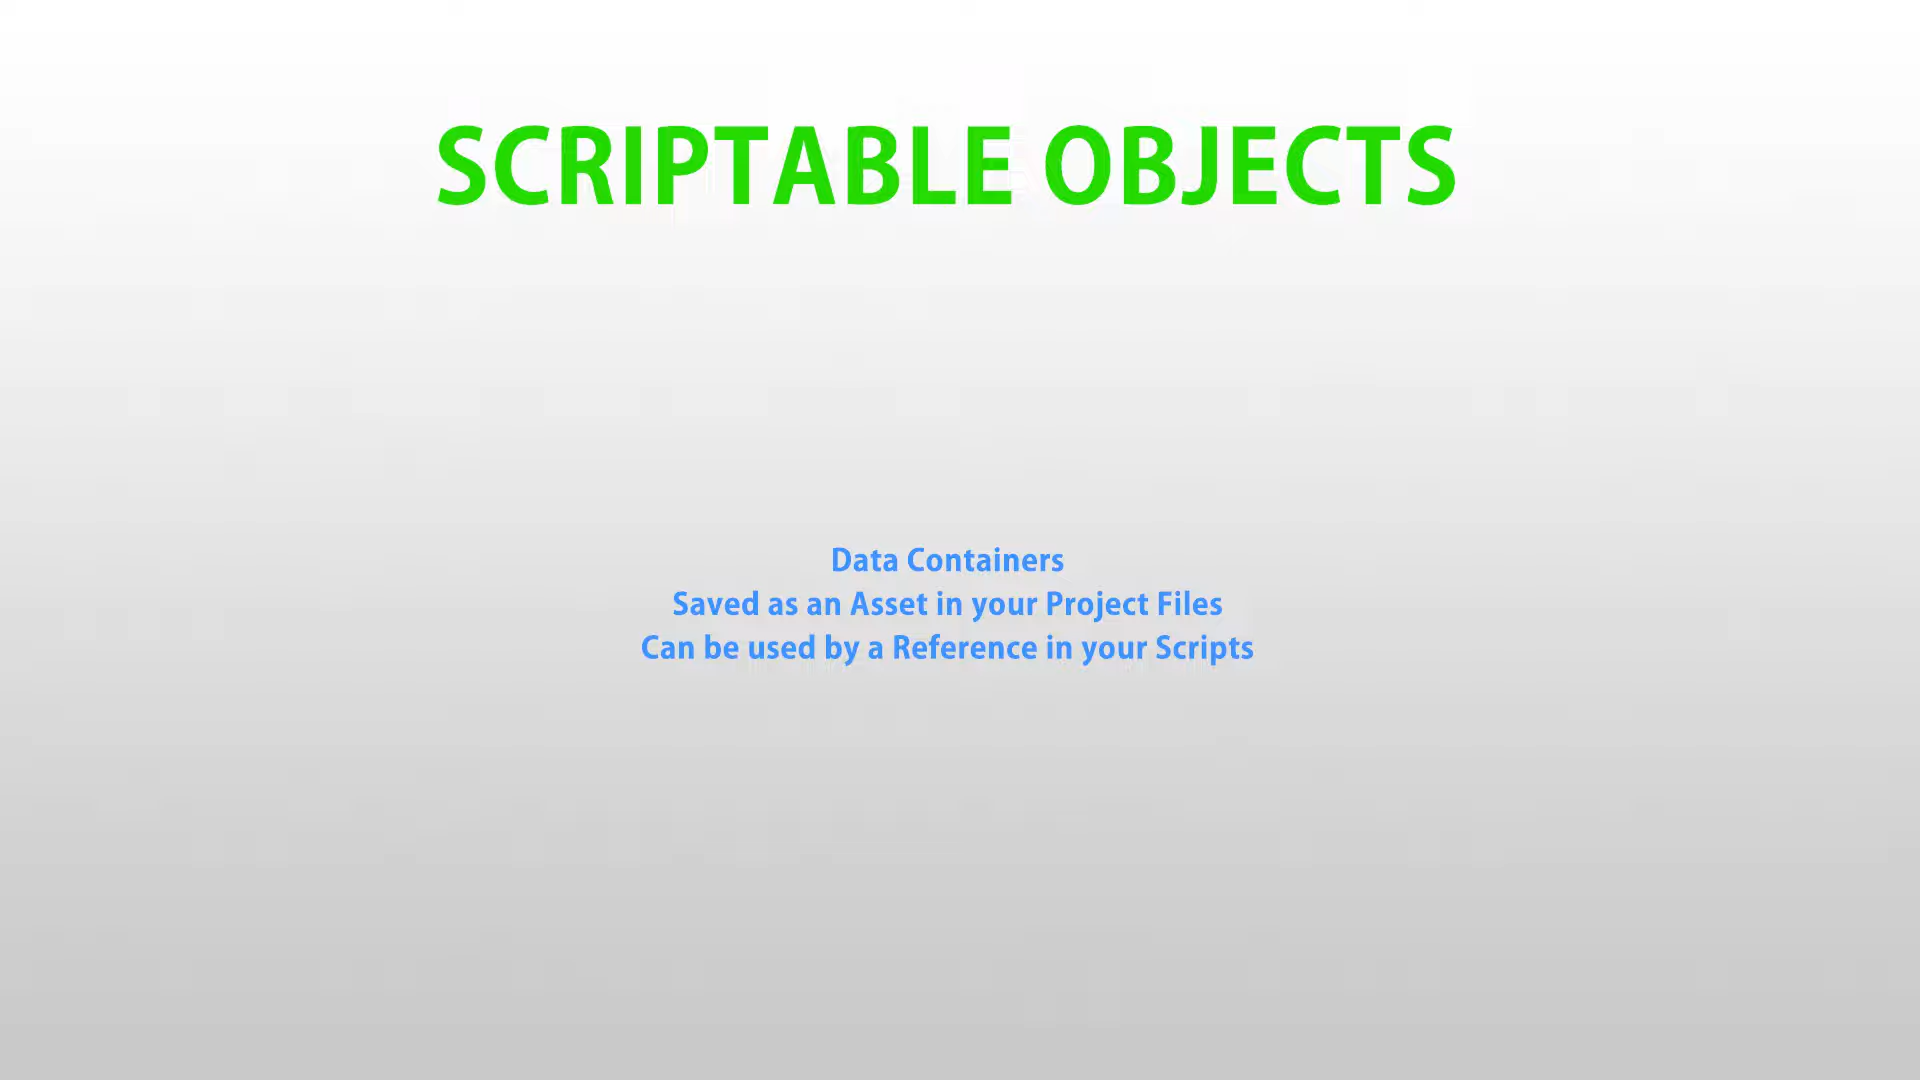 SCRIPTABLE OBJECTS
Data Containers
Saved as an Asset in your Project Files
Can be used by a Reference in your Scripts